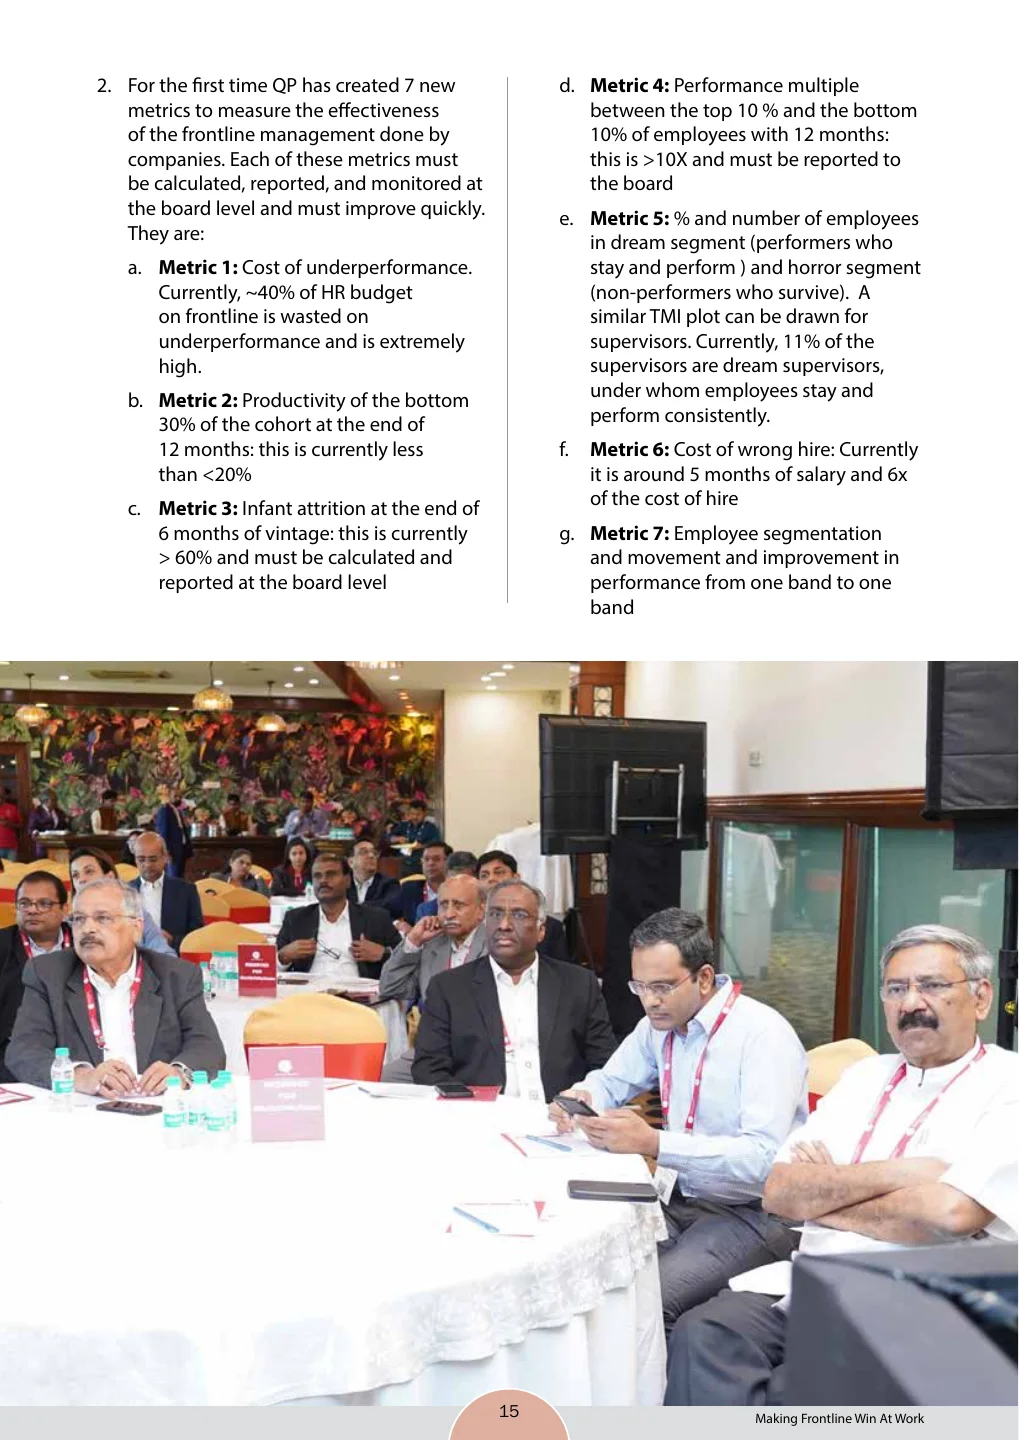 2. For the first time QP has created 7 new
metrics to measure the effectiveness
of the frontline management done by
companies. Each of these metrics must
be calculated, reported, and monitored at
the board level and must improve quickly.
They are:
a. Metric 1: Cost of underperformance.
Currently, ~40% of HR budget
on frontline is wasted on
underperformance and is extremely
high.
b. Metric 2: Productivity of the bottom
30% of the cohort at the end of
12 months: this is currently less
than <20%
c. Metric 3: Infant attrition at the end of
6 months of vintage: this is currently
> 60% and must be calculated and
reported at the board level
d. Metric 4: Performance multiple
between the top 10 % and the bottom
10% of employees with 12 months:
this is >10X and must be reported to
the board
e. Metric 5: % and number of employees
in dream segment (performers who
stay and perform ) and horror segment
(non-performers who survive).  A
similar TMI plot can be drawn for
supervisors. Currently, 11% of the
supervisors are dream supervisors,
under whom employees stay and
perform consistently.
f. Metric 6: Cost of wrong hire: Currently
it is around 5 months of salary and 6x
of the cost of hire
g. Metric 7: Employee segmentation
and movement and improvement in
performance from one band to one
band
RESERVED
FOR
RESERVED
FOR
15
Making Frontline Win At Work